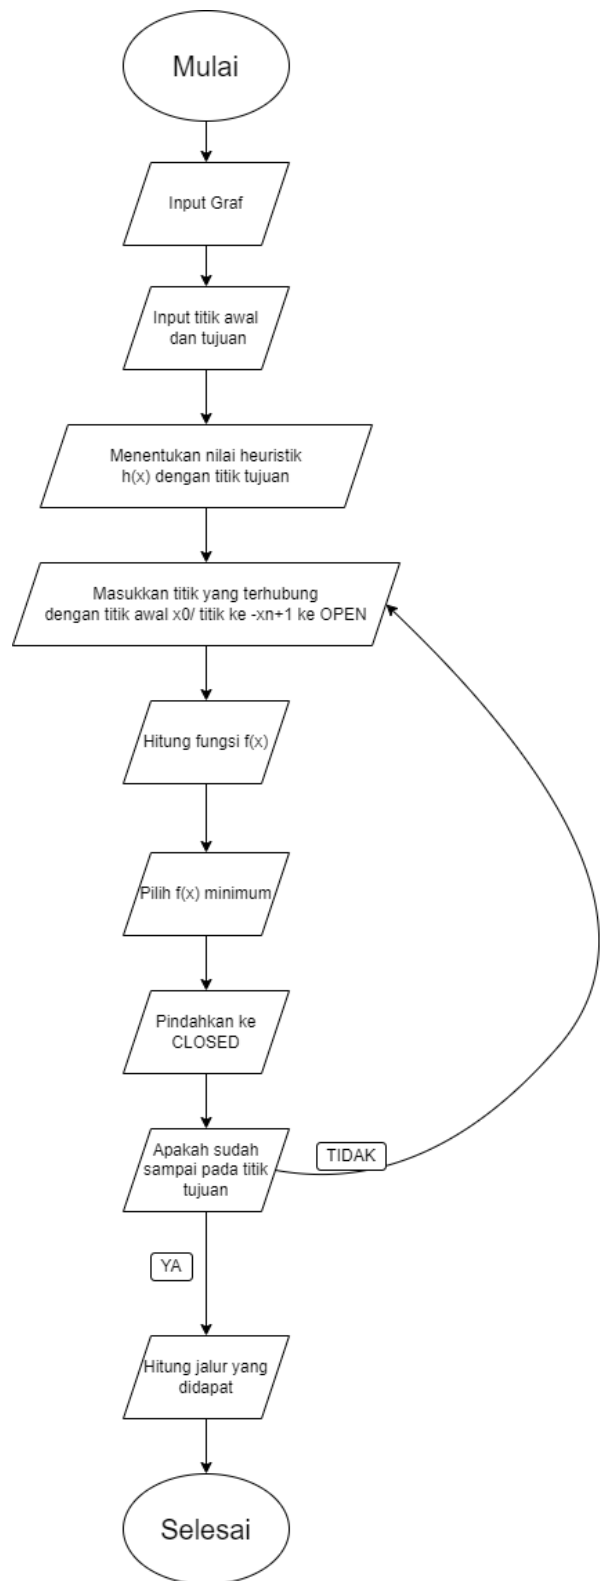 Mulai
Input Graf
Input titik awal
dan tujuan
Menentukan nilai heuristik
h(x) dengan titik tujuan
Masukkan titik yang terhubung
dengan titik awal x0/ titik ke -xn+1 ke OPEN
Hitung fungsi f(x)
Pilih f(x) minimum
Pindahkan ke
CLOSED
Apakah sudah
sampai pada titik
tujuan
TIDAK
YA
Hitung jalur yang
didapat
Selesai